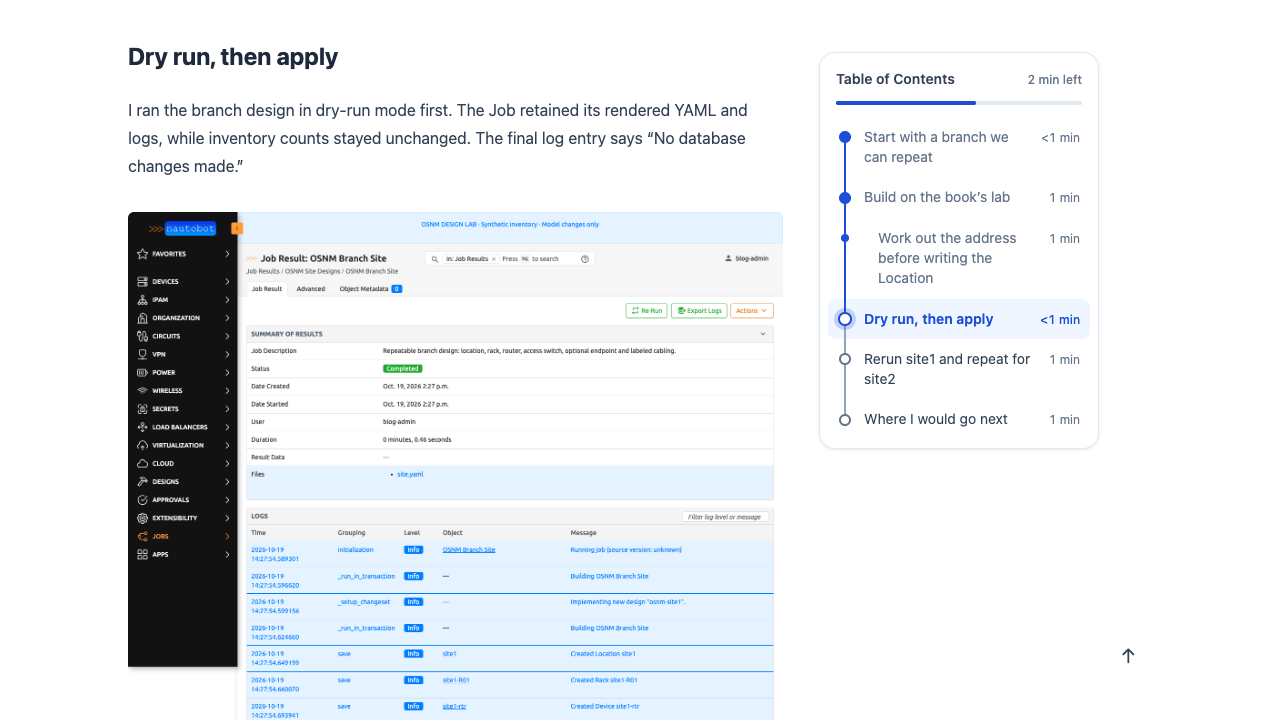 Dry run, then apply
I ran the branch design in dry-run mode first. The Job retained its rendered YAML and
logs, while inventory counts stayed unchanged. The final log entry says “No database
changes made.”
>>> nautobot
FAVORITES
DEVICES
IPAM
ORGANIZATION
CIRCUITS
VPN
POWER
WIRELESS
SECRETS
LOAD BALANCERS
VIRTUALIZATION
CLOUD
DESIGNS
APPROVALS
EXTENSIBILITY
JOBS
APPS
OSNM DESIGN LAB · Synthetic inventory · Model changes only
>>> Job Result: OSNM Branch Site
in: Job Results × Press ⌘K to search
blog-admin
Job Results / OSNM Site Designs / OSNM Branch Site
Job Result Advanced Object Metadata 0
Re-Run Export Logs Actions
SUMMARY OF RESULTS
Job Description Repeatable branch design: location, rack, router, access switch, optional endpoint and labeled cabling.
Status Completed
Date Created Oct. 19, 2026 2:27 p.m.
Date Started Oct. 19, 2026 2:27 p.m.
User blog-admin
Duration 0 minutes, 0.46 seconds
Result Data —
Files • site.yaml
LOGS Filter log level or message
Time Grouping Level Object Message
2026-10-19 initialization Info OSNM Branch Site Running job (source version: unknown)
14:27:54.589301
2026-10-19 _run_in_transaction Info — Building OSNM Branch Site
14:27:54.596620
2026-10-19 _setup_changeset Info — Implementing new design "osnm-site1".
14:27:54.599156
2026-10-19 _run_in_transaction Info — Building OSNM Branch Site
14:27:54.624660
2026-10-19 save Info site1 Created Location site1
14:27:54.649199
2026-10-19 save Info site1-R01 Created Rack site1-R01
14:27:54.660070
2026-10-19 save Info site1-rtr Created Device site1-rtr
14:27:54.693941
Table of Contents 2 min left
Start with a branch we <1 min
can repeat
Build on the book’s lab 1 min
Work out the address 1 min
before writing the
Location
Dry run, then apply <1 min
Rerun site1 and repeat for 1 min
site2
Where I would go next 1 min